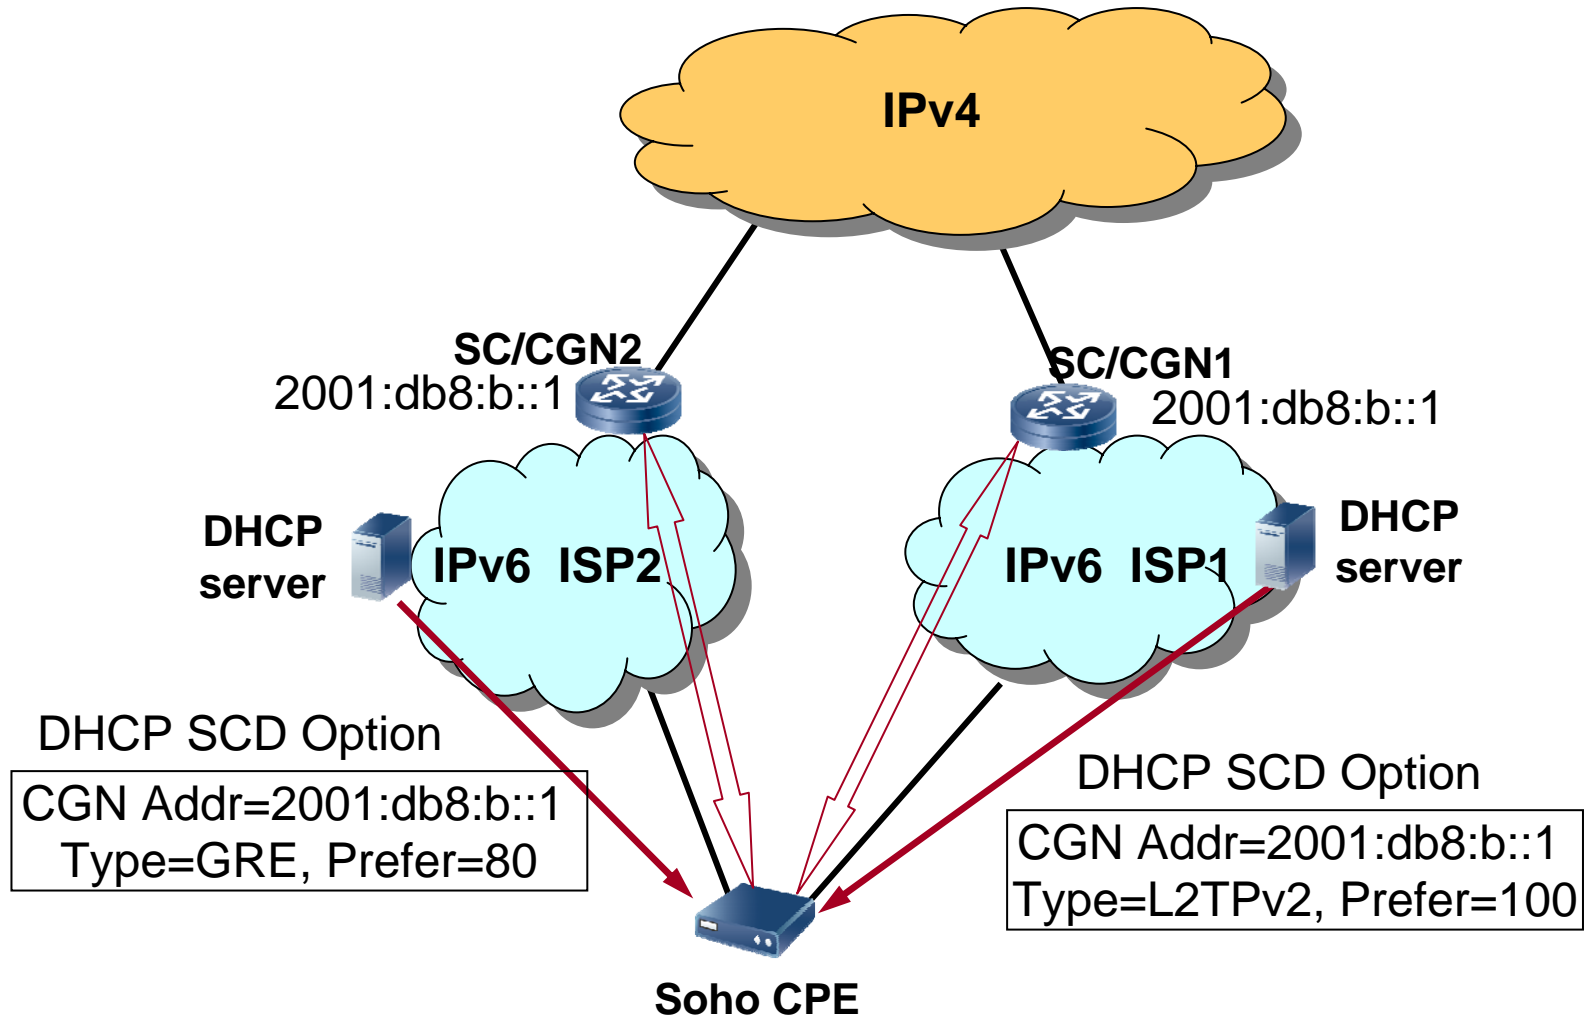 IPv4
SC/CGN2
2001:db8:b::1
SC/CGN1
2001:db8:b::1
DHCP
server
IPv6 ISP2
IPv6 ISP1
DHCP
server
DHCP SCD Option
CGN Addr=2001:db8:b::1
Type=GRE, Prefer=80
DHCP SCD Option
CGN Addr=2001:db8:b::1
Type=L2TPv2, Prefer=100
Soho CPE